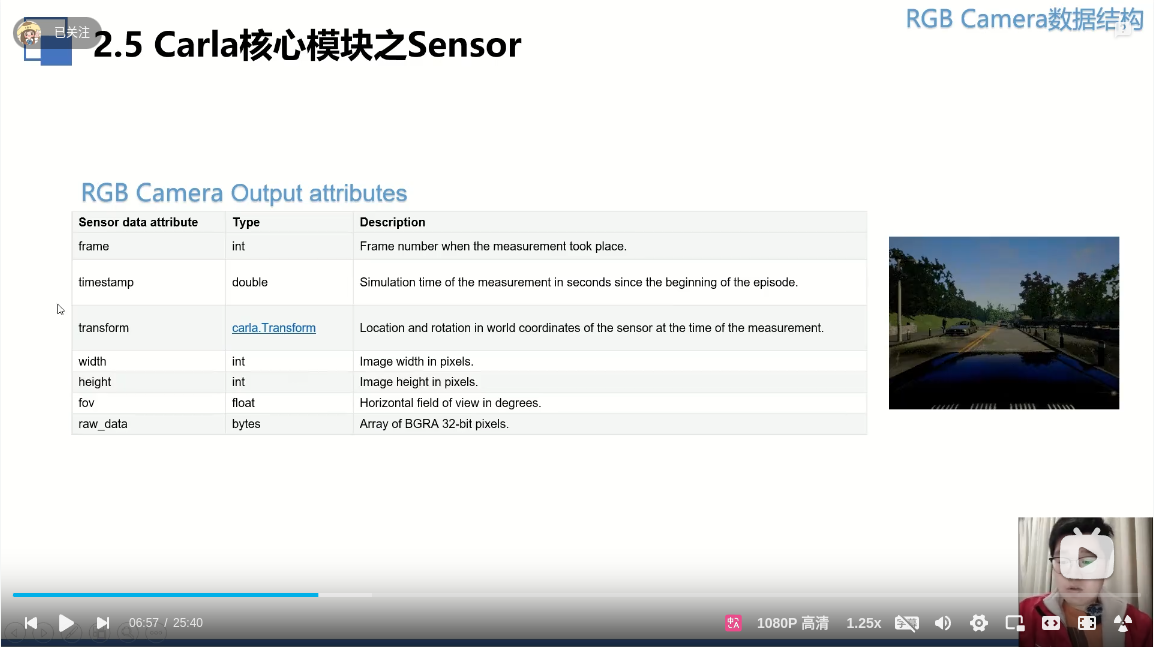 已关注
RGB Camera数据结构
2.5 Carla核心模块之Sensor
RGB Camera Output attributes
Sensor data attribute Type Description
frame int Frame number when the measurement took place.
timestamp double Simulation time of the measurement in seconds since the beginning of the episode.
transform carla.Transform Location and rotation in world coordinates of the sensor at the time of the measurement.
width int Image width in pixels.
height int Image height in pixels.
fov float Horizontal field of view in degrees.
raw_data bytes Array of BGRA 32-bit pixels.
06:57 / 25:40
1080P 高清 1.25x